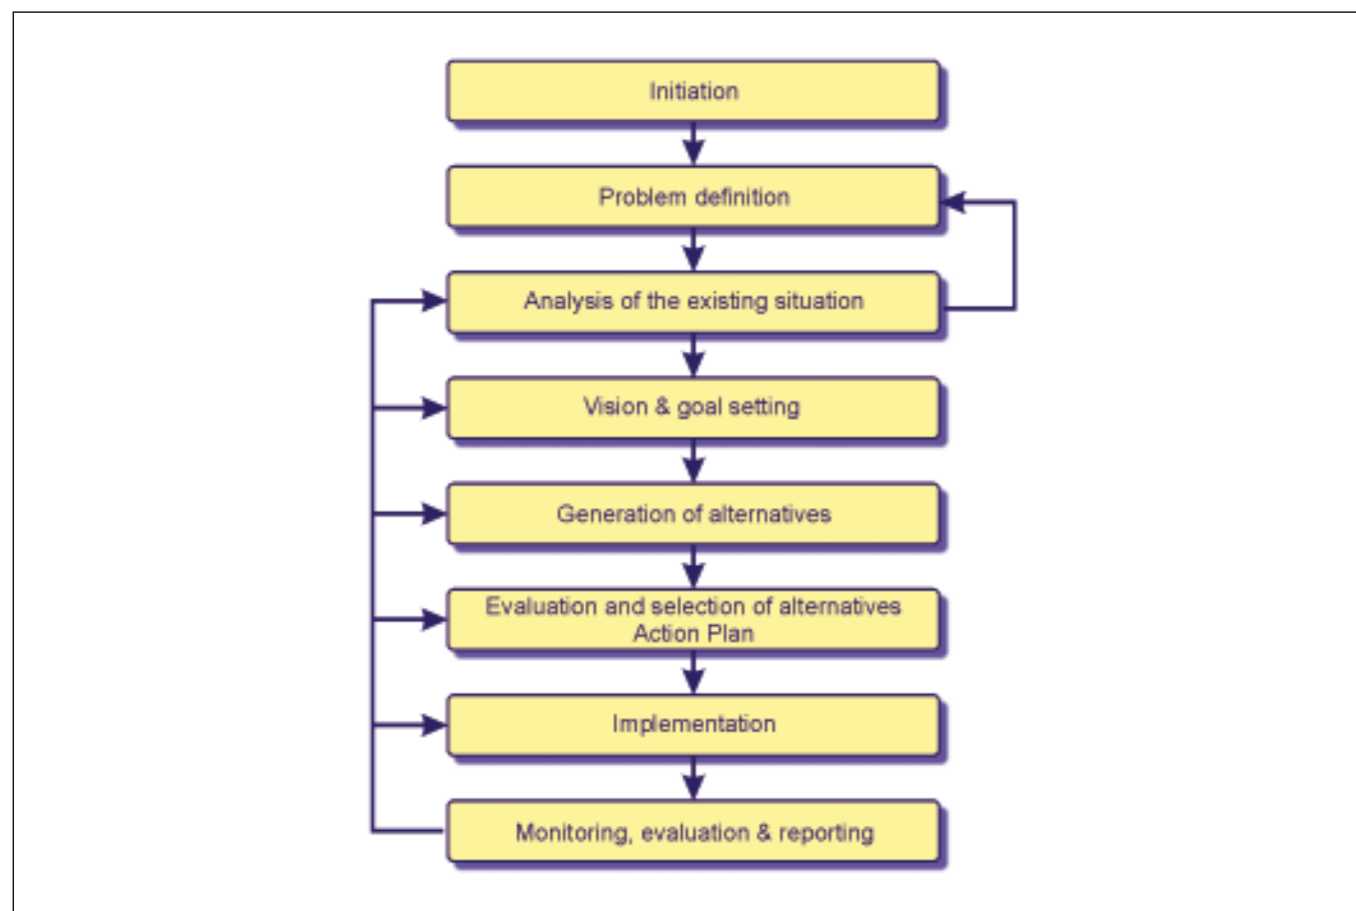 Initiation
Problem definition
Analysis of the existing situation
Vision & goal setting
Generation of alternatives
Evaluation and selection of alternatives
Action Plan
Implementation
Monitoring, evaluation & reporting